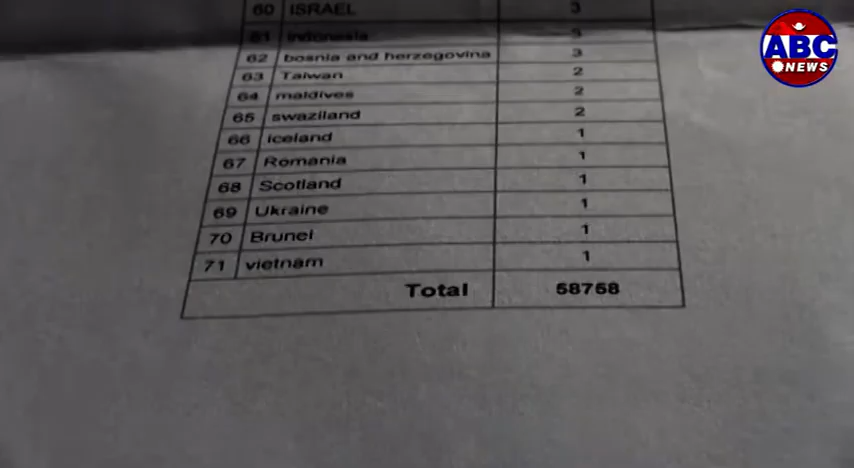 ABC
NEWS
60 ISRAEL 3
61 indonesia 3
62 bosnia and herzegovina 3
63 Taiwan 2
64 maldives 2
65 swaziland 2
66 iceland 1
67 Romania 1
68 Scotland 1
69 Ukraine 1
70 Brunei 1
71 vietnam 1
Total 58758